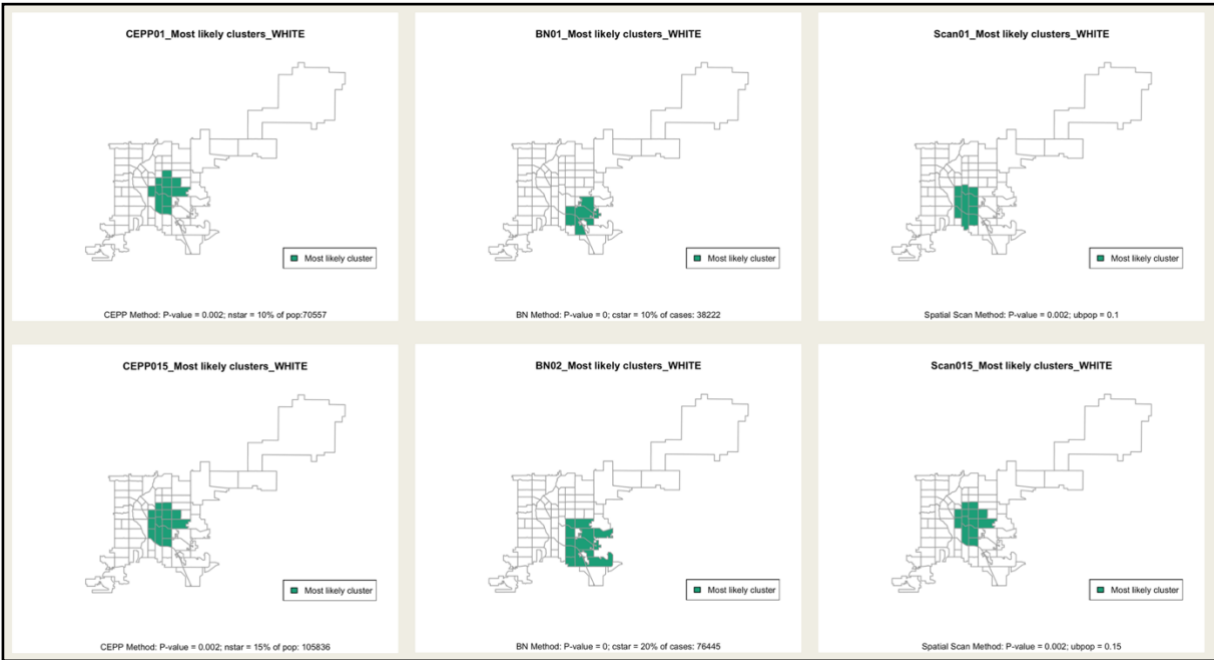 CEPP01_Most likely clusters_WHITE
Most likely cluster
CEPP Method: P-value = 0.002; nstar = 10% of pop:70557
BN01_Most likely clusters_WHITE
Most likely cluster
BN Method: P-value = 0; cstar = 10% of cases: 38222
Scan01_Most likely clusters_WHITE
Most likely cluster
Spatial Scan Method: P-value = 0.002; ubpop = 0.1
CEPP015_Most likely clusters_WHITE
Most likely cluster
CEPP Method: P-value = 0.002; nstar = 15% of pop: 105836
BN02_Most likely clusters_WHITE
Most likely cluster
BN Method: P-value = 0; cstar = 20% of cases: 76445
Scan015_Most likely clusters_WHITE
Most likely cluster
Spatial Scan Method: P-value = 0.002; ubpop = 0.15